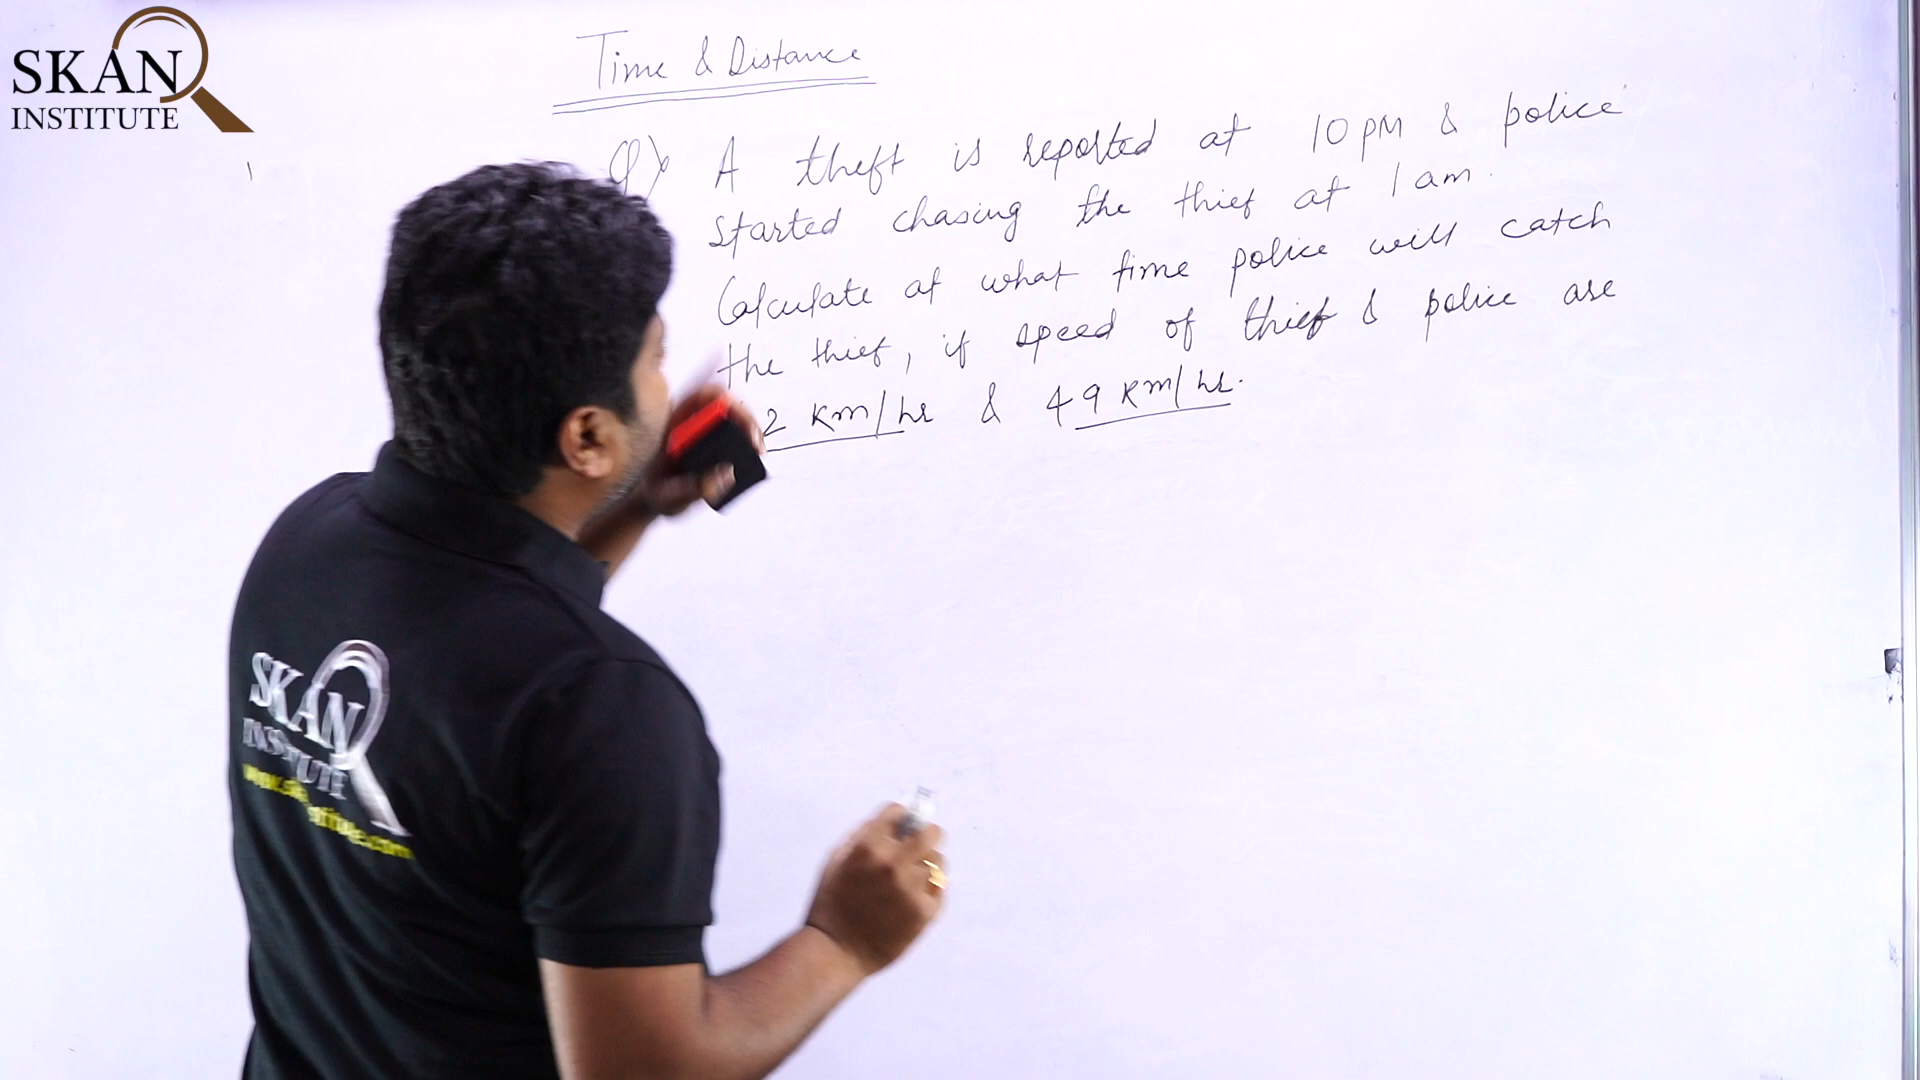 SKAN
INSTITUTE
Time & Distance
Q) A theft is reported at 10 PM & police
started chasing the thief at 1 am.
Calculate at what time police will catch
the thief, if speed of thief & police are
2 km/hr & 49 km/hr.
SKAN
INSTITUTE